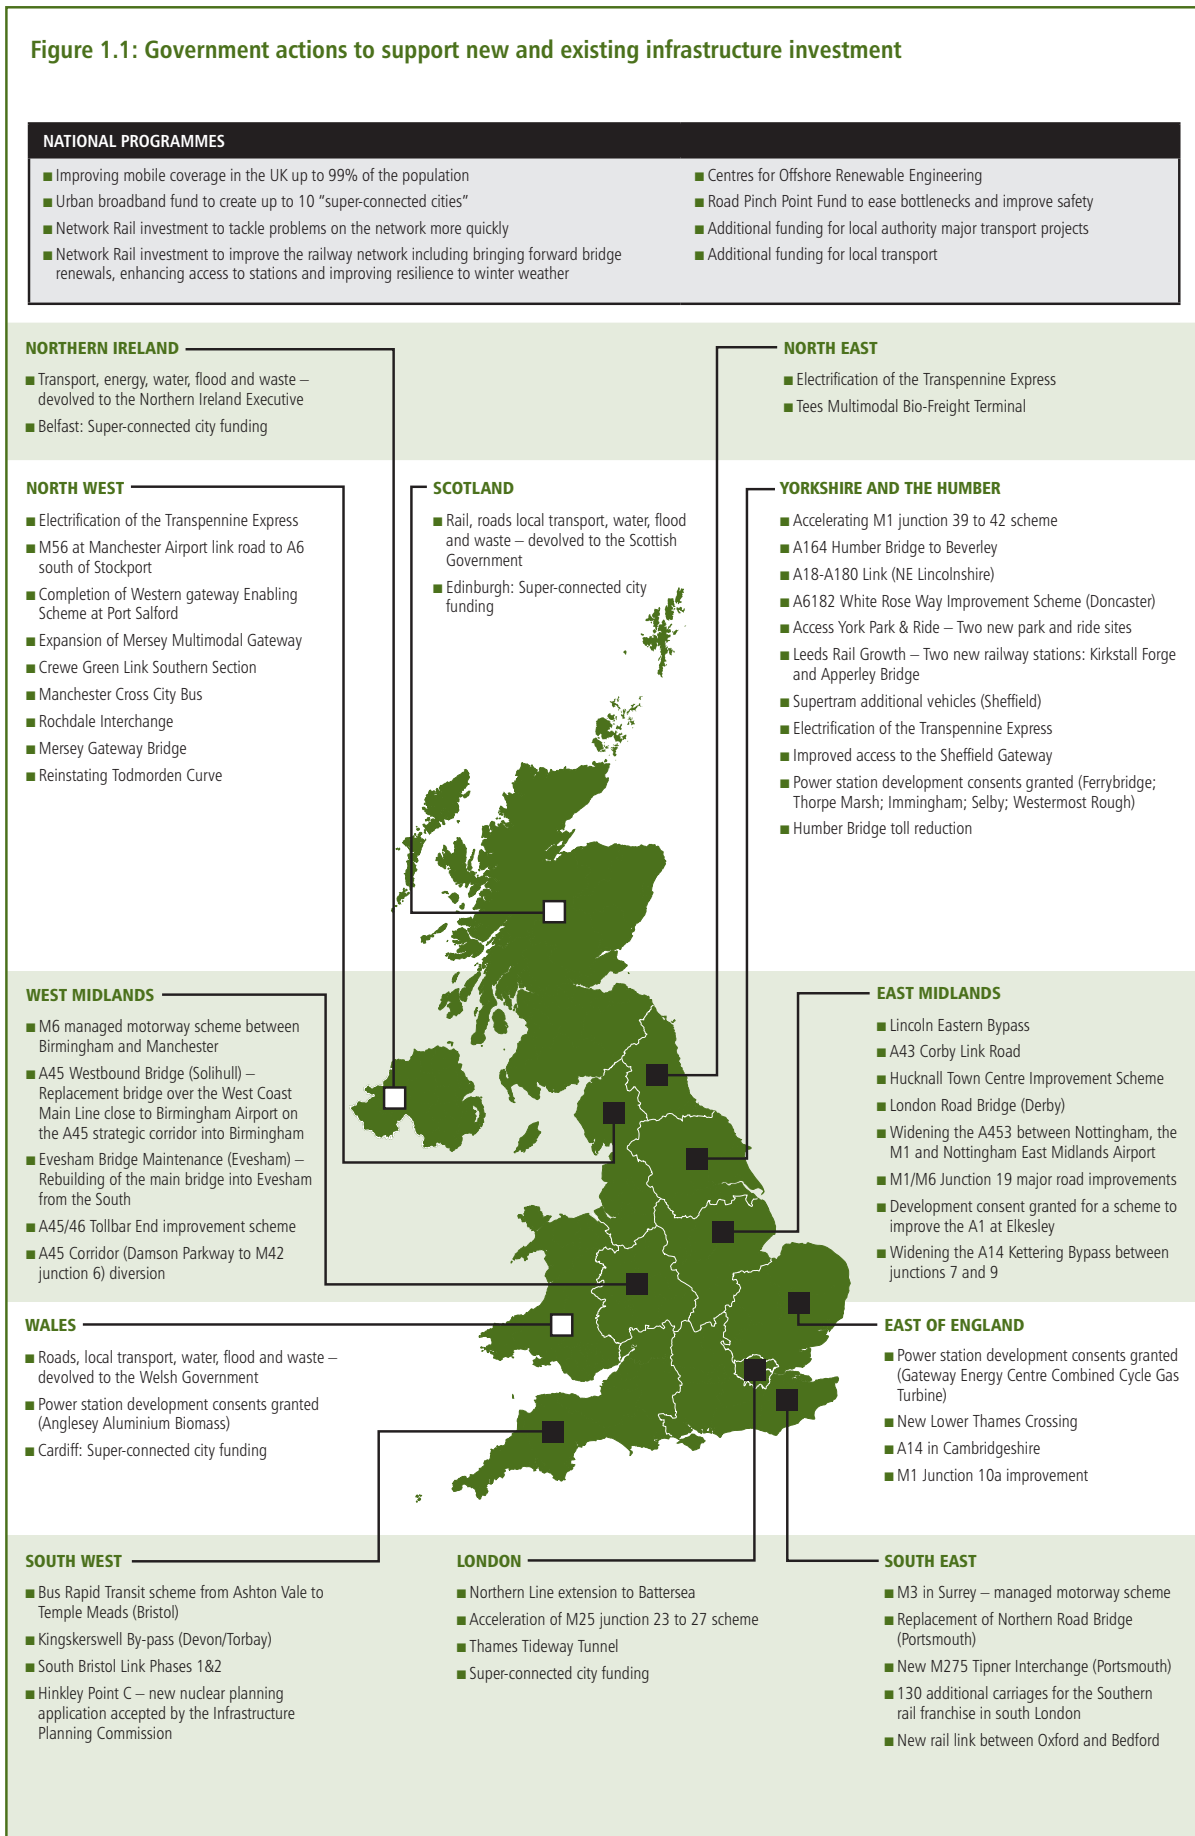 Figure 1.1: Government actions to support new and existing infrastructure investment
NATIONAL PROGRAMMES
■ Improving mobile coverage in the UK up to 99% of the population
■ Urban broadband fund to create up to 10 "super-connected cities"
■ Network Rail investment to tackle problems on the network more quickly
■ Network Rail investment to improve the railway network including bringing forward bridge
renewals, enhancing access to stations and improving resilience to winter weather
■ Centres for Offshore Renewable Engineering
■ Road Pinch Point Fund to ease bottlenecks and improve safety
■ Additional funding for local authority major transport projects
■ Additional funding for local transport
NORTHERN IRELAND
■ Transport, energy, water, flood and waste –
devolved to the Northern Ireland Executive
■ Belfast: Super-connected city funding
NORTH EAST
■ Electrification of the Transpennine Express
■ Tees Multimodal Bio-Freight Terminal
NORTH WEST
■ Electrification of the Transpennine Express
■ M56 at Manchester Airport link road to A6
south of Stockport
■ Completion of Western gateway Enabling
Scheme at Port Salford
■ Expansion of Mersey Multimodal Gateway
■ Crewe Green Link Southern Section
■ Manchester Cross City Bus
■ Rochdale Interchange
■ Mersey Gateway Bridge
■ Reinstating Todmorden Curve
SCOTLAND
■ Rail, roads local transport, water, flood
and waste – devolved to the Scottish
Government
■ Edinburgh: Super-connected city
funding
YORKSHIRE AND THE HUMBER
■ Accelerating M1 junction 39 to 42 scheme
■ A164 Humber Bridge to Beverley
■ A18-A180 Link (NE Lincolnshire)
■ A6182 White Rose Way Improvement Scheme (Doncaster)
■ Access York Park & Ride – Two new park and ride sites
■ Leeds Rail Growth – Two new railway stations: Kirkstall Forge
and Apperley Bridge
■ Supertram additional vehicles (Sheffield)
■ Electrification of the Transpennine Express
■ Improved access to the Sheffield Gateway
■ Power station development consents granted (Ferrybridge;
Thorpe Marsh; Immingham; Selby; Westermost Rough)
■ Humber Bridge toll reduction
WEST MIDLANDS
■ M6 managed motorway scheme between
Birmingham and Manchester
■ A45 Westbound Bridge (Solihull) –
Replacement bridge over the West Coast
Main Line close to Birmingham Airport on
the A45 strategic corridor into Birmingham
■ Evesham Bridge Maintenance (Evesham) –
Rebuilding of the main bridge into Evesham
from the South
■ A45/46 Tollbar End improvement scheme
■ A45 Corridor (Damson Parkway to M42
junction 6) diversion
EAST MIDLANDS
■ Lincoln Eastern Bypass
■ A43 Corby Link Road
■ Hucknall Town Centre Improvement Scheme
■ London Road Bridge (Derby)
■ Widening the A453 between Nottingham, the
M1 and Nottingham East Midlands Airport
■ M1/M6 Junction 19 major road improvements
■ Development consent granted for a scheme to
improve the A1 at Elkesley
■ Widening the A14 Kettering Bypass between
junctions 7 and 9
WALES
■ Roads, local transport, water, flood and waste –
devolved to the Welsh Government
■ Power station development consents granted
(Anglesey Aluminium Biomass)
■ Cardiff: Super-connected city funding
EAST OF ENGLAND
■ Power station development consents granted
(Gateway Energy Centre Combined Cycle Gas
Turbine)
■ New Lower Thames Crossing
■ A14 in Cambridgeshire
■ M1 Junction 10a improvement
SOUTH WEST
■ Bus Rapid Transit scheme from Ashton Vale to
Temple Meads (Bristol)
■ Kingskerswell By-pass (Devon/Torbay)
■ South Bristol Link Phases 1&2
■ Hinkley Point C – new nuclear planning
application accepted by the Infrastructure
Planning Commission
LONDON
■ Northern Line extension to Battersea
■ Acceleration of M25 junction 23 to 27 scheme
■ Thames Tideway Tunnel
■ Super-connected city funding
SOUTH EAST
■ M3 in Surrey – managed motorway scheme
■ Replacement of Northern Road Bridge
(Portsmouth)
■ New M275 Tipner Interchange (Portsmouth)
■ 130 additional carriages for the Southern
rail franchise in south London
■ New rail link between Oxford and Bedford